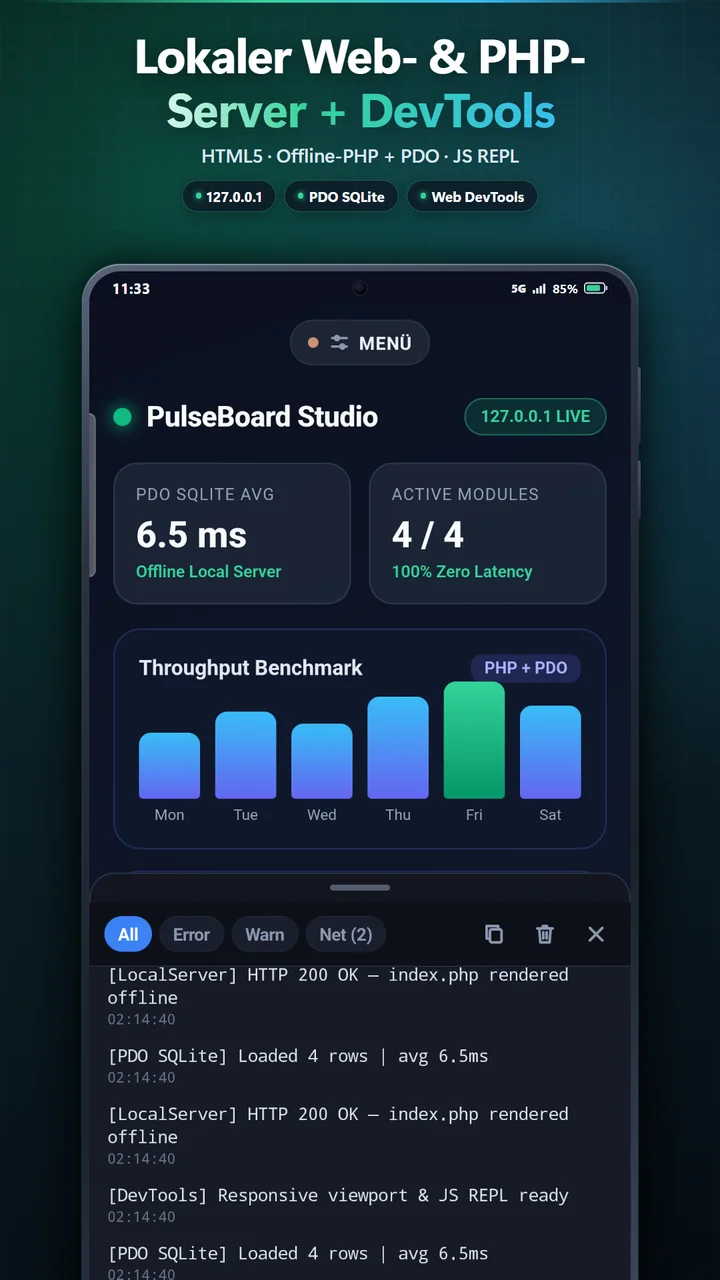 Lokaler Web- & PHP-
Server + DevTools
HTML5 · Offline-PHP + PDO · JS REPL
127.0.0.1
PDO SQLite
Web DevTools
11:33
5G
85%
MENÜ
PulseBoard Studio
127.0.0.1 LIVE
PDO SQLITE AVG
6.5 ms
Offline Local Server
ACTIVE MODULES
4 / 4
100% Zero Latency
Throughput Benchmark
PHP + PDO
Mon Tue Wed Thu Fri Sat
All Error Warn Net (2)
[LocalServer] HTTP 200 OK — index.php rendered
offline
02:14:40
[PDO SQLite] Loaded 4 rows | avg 6.5ms
02:14:40
[LocalServer] HTTP 200 OK — index.php rendered
offline
02:14:40
[DevTools] Responsive viewport & JS REPL ready
02:14:40
[PDO SQLite] Loaded 4 rows | avg 6.5ms
02:14:40